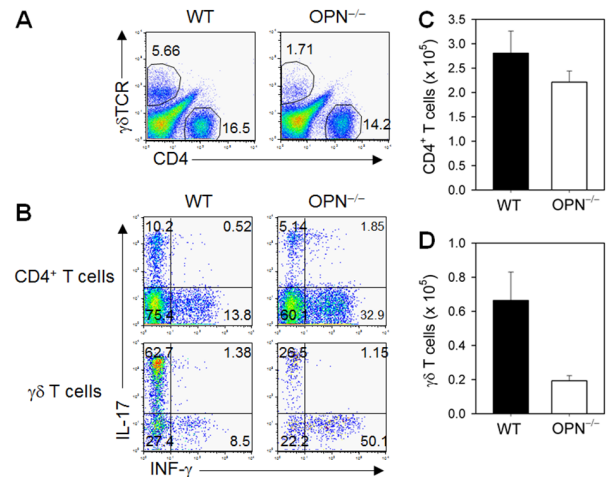 A
WT
OPN−/−
γδTCR
5.66
16.5
1.71
14.2
CD4
B
WT
OPN−/−
CD4+ T cells
10.2
0.52
75.4
13.8
5.14
1.85
60.1
32.9
γδ T cells
62.7
1.38
27.4
8.5
26.5
1.15
22.2
50.1
IL-17
INF-γ
C
CD4+ T cells (x 10^5)
3.5
3.0
2.5
2.0
1.5
1.0
0.5
0.0
WT
OPN−/−
D
γδ T cells (x 10^5)
1.0
0.8
0.6
0.4
0.2
0.0
WT
OPN−/−